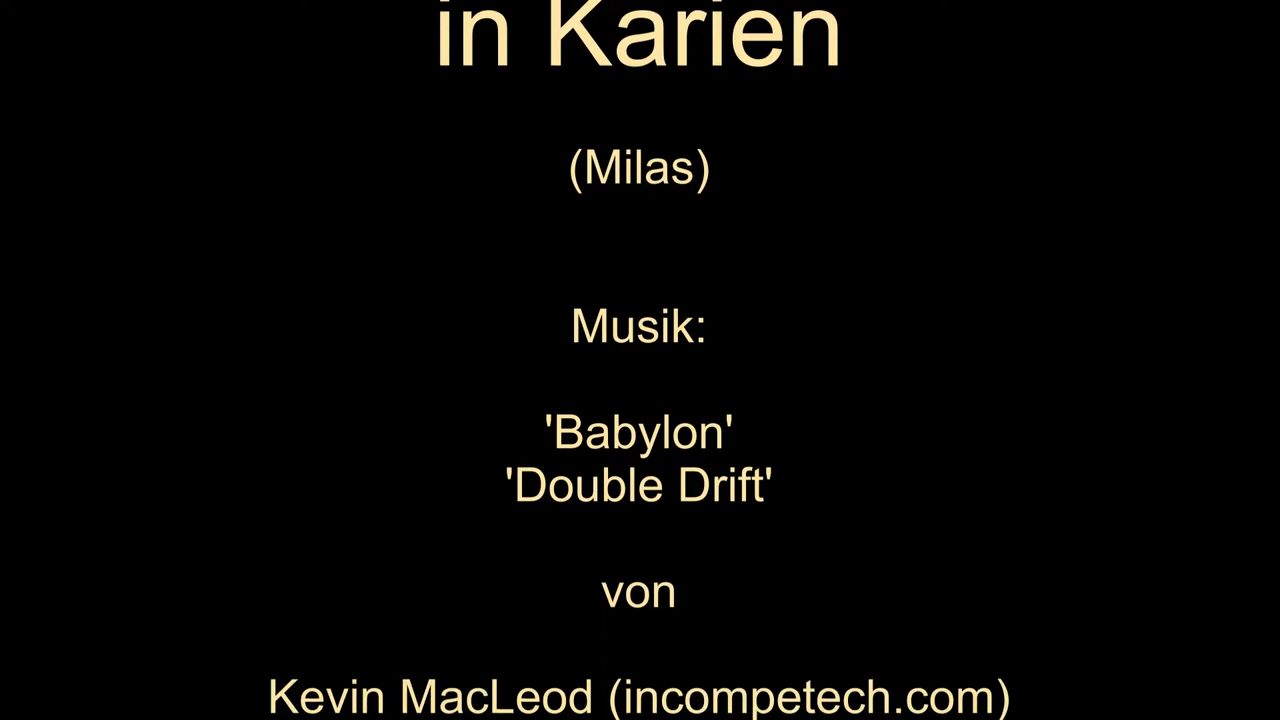 in Karien
(Milas)
Musik:
'Babylon'
'Double Drift'
von
Kevin MacLeod (incompetech.com)